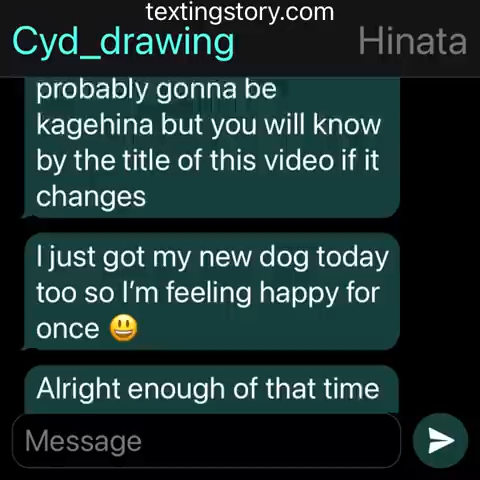 textingstory.com
Cyd_drawing Hinata
probably gonna be
kagehina but you will know
by the title of this video if it
changes
I just got my new dog today
too so I'm feeling happy for
once 😃
Alright enough of that time
Message